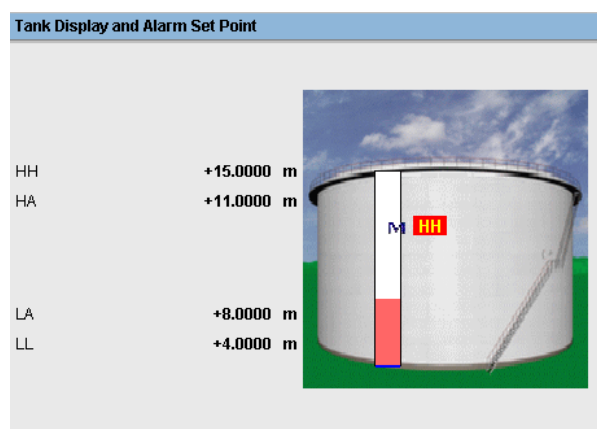 Tank Display and Alarm Set Point
HH +15.0000 m
HA +11.0000 m
M HH
LA +8.0000 m
LL +4.0000 m